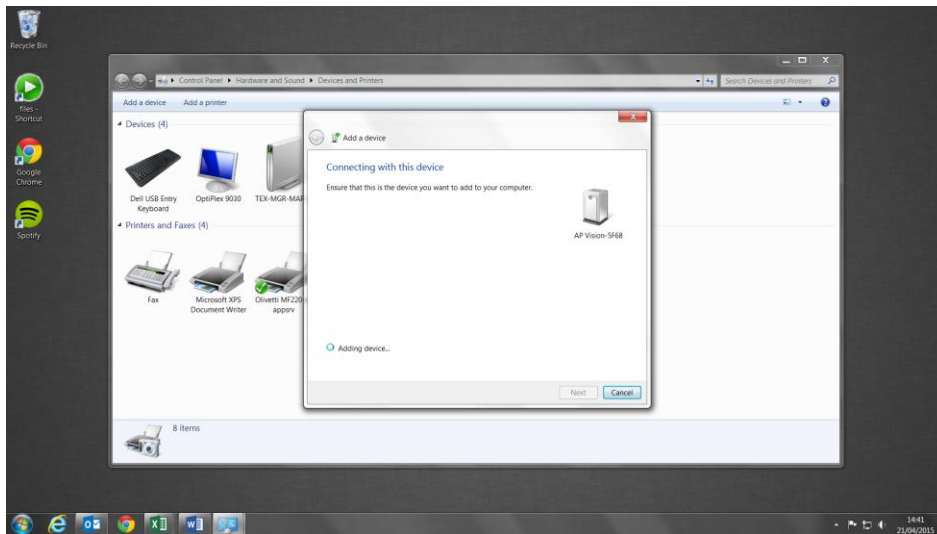 Recycle Bin
files -
Shortcut
Google
Chrome
Spotify
Control Panel
Hardware and Sound
Devices and Printers
Search Devices and Printers
Add a device
Add a printer
Devices (4)
Dell USB Entry
Keyboard
OptiPlex 9030
TEX-MGR-MAR
Printers and Faxes (4)
Fax
Microsoft XPS
Document Writer
Olivetti MF220
appsrv
8 items
Add a device
Connecting with this device
Ensure that this is the device you want to add to your computer.
AP Vision-5F68
Adding device...
Next
Cancel
14:41
21/04/2015